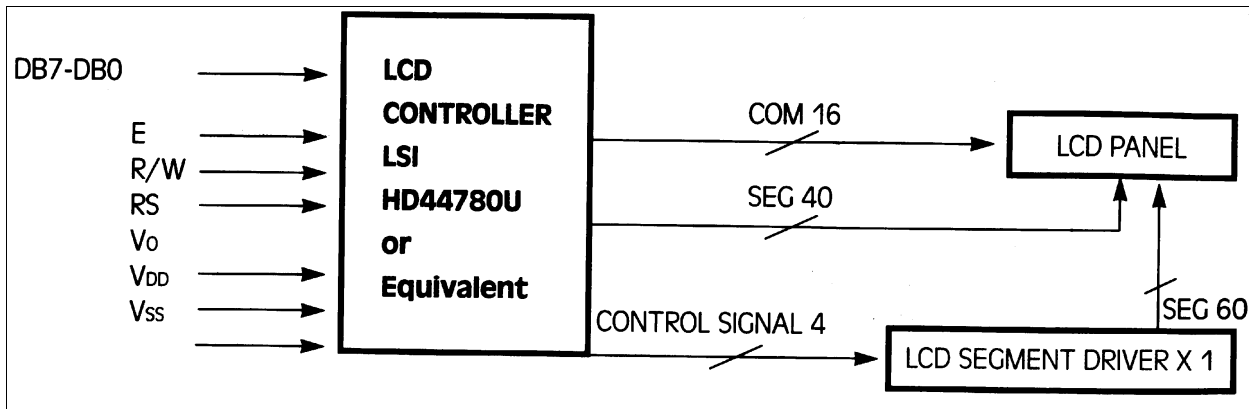 DB7-DB0
E
R/W
RS
Vo
VDD
VSS
LCD
CONTROLLER
LSI
HD44780U
or
Equivalent
COM 16
SEG 40
CONTROL SIGNAL 4
LCD PANEL
SEG 60
LCD SEGMENT DRIVER X 1